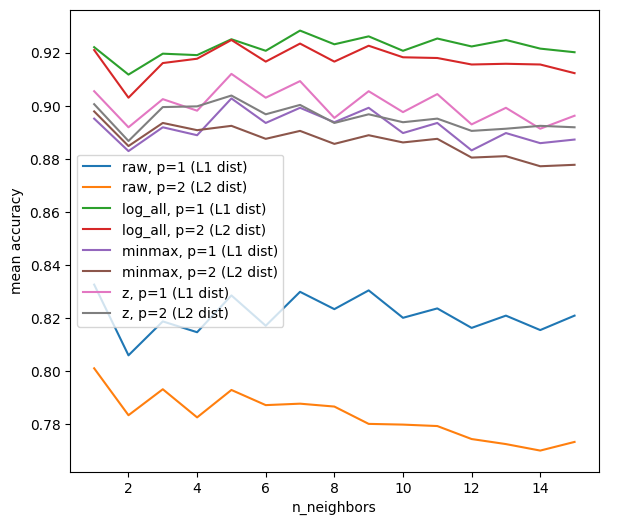 0.92
0.90
0.88
0.86
0.84
0.82
0.80
0.78
mean accuracy
raw, p=1 (L1 dist)
raw, p=2 (L2 dist)
log_all, p=1 (L1 dist)
log_all, p=2 (L2 dist)
minmax, p=1 (L1 dist)
minmax, p=2 (L2 dist)
z, p=1 (L1 dist)
z, p=2 (L2 dist)
2 4 6 8 10 12 14
n_neighbors